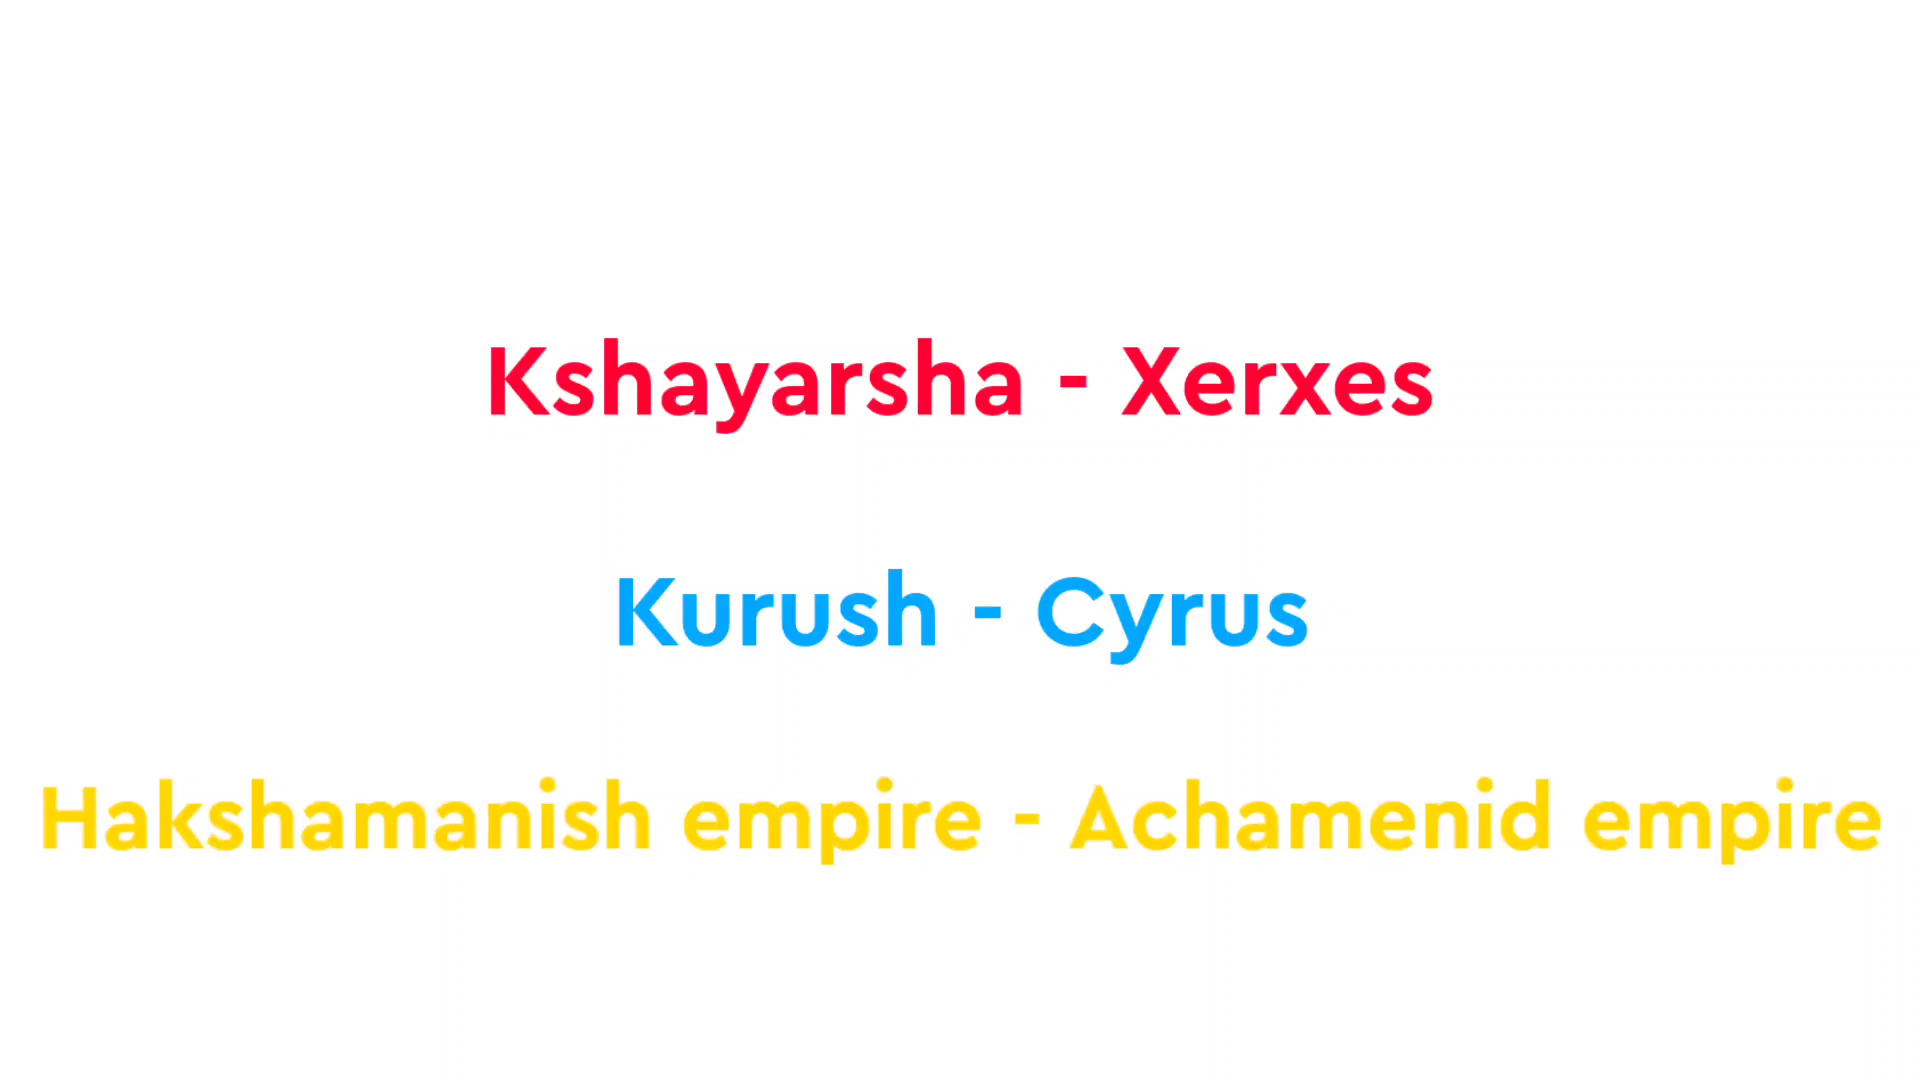 Kshayarsha - Xerxes
Kurush - Cyrus
Hakshamanish empire - Achamenid empire